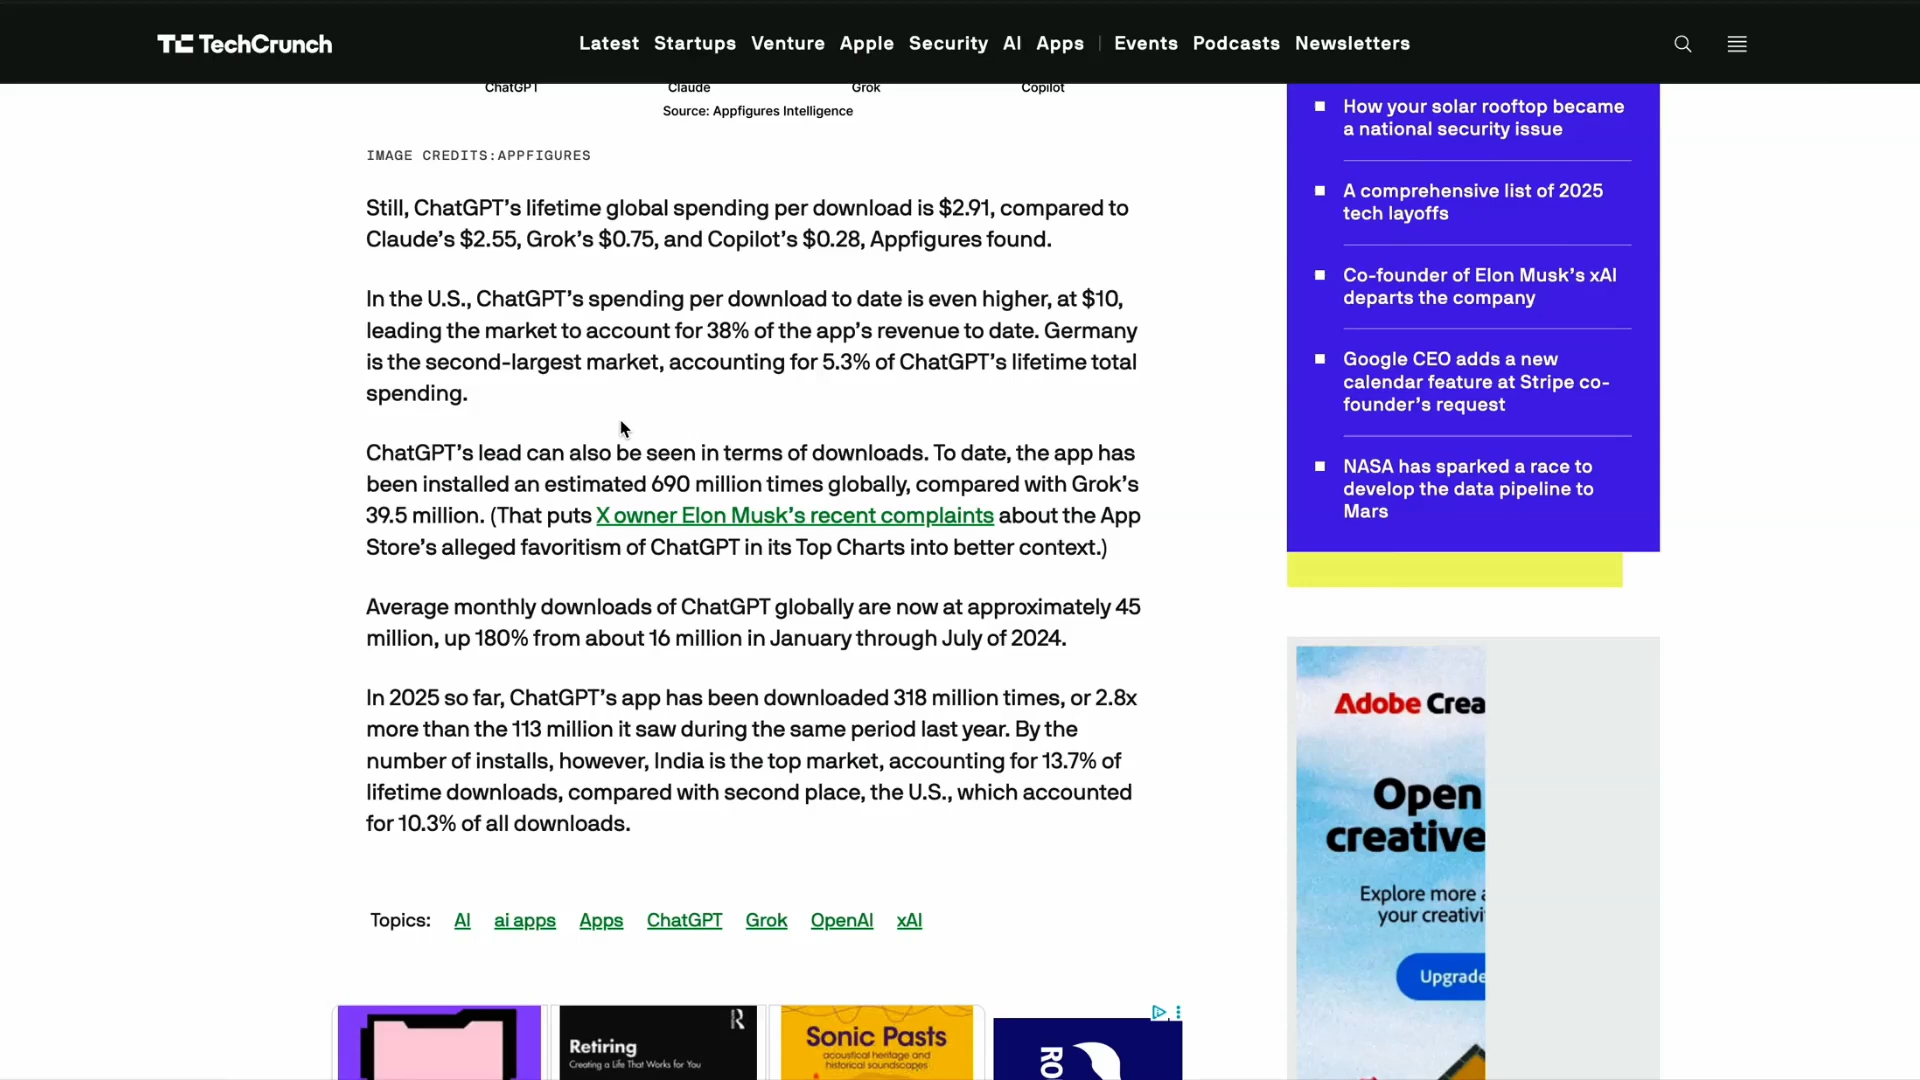 TechCrunch
Latest Startups Venture Apple Security AI Apps | Events Podcasts Newsletters
ChatGPT Claude Grok Copilot
Source: Appfigures Intelligence
IMAGE CREDITS:APPFIGURES
Still, ChatGPT’s lifetime global spending per download is $2.91, compared to
Claude’s $2.55, Grok’s $0.75, and Copilot’s $0.28, Appfigures found.
In the U.S., ChatGPT’s spending per download to date is even higher, at $10,
leading the market to account for 38% of the app’s revenue to date. Germany
is the second-largest market, accounting for 5.3% of ChatGPT’s lifetime total
spending.
ChatGPT’s lead can also be seen in terms of downloads. To date, the app has
been installed an estimated 690 million times globally, compared with Grok’s
39.5 million. (That puts X owner Elon Musk’s recent complaints about the App
Store’s alleged favoritism of ChatGPT in its Top Charts into better context.)
Average monthly downloads of ChatGPT globally are now at approximately 45
million, up 180% from about 16 million in January through July of 2024.
In 2025 so far, ChatGPT’s app has been downloaded 318 million times, or 2.8x
more than the 113 million it saw during the same period last year. By the
number of installs, however, India is the top market, accounting for 13.7% of
lifetime downloads, compared with second place, the U.S., which accounted
for 10.3% of all downloads.
Topics: AI ai apps Apps ChatGPT Grok OpenAI xAI
How your solar rooftop became
a national security issue
A comprehensive list of 2025
tech layoffs
Co-founder of Elon Musk’s xAI
departs the company
Google CEO adds a new
calendar feature at Stripe co-
founder’s request
NASA has sparked a race to
develop the data pipeline to
Mars
Adobe Crea
Open
creative
Explore more
your creativi
Upgrade
Retiring
Creating a Life That Works for You
R
Sonic Pasts
acoustical heritage and
historical soundscapes
RO